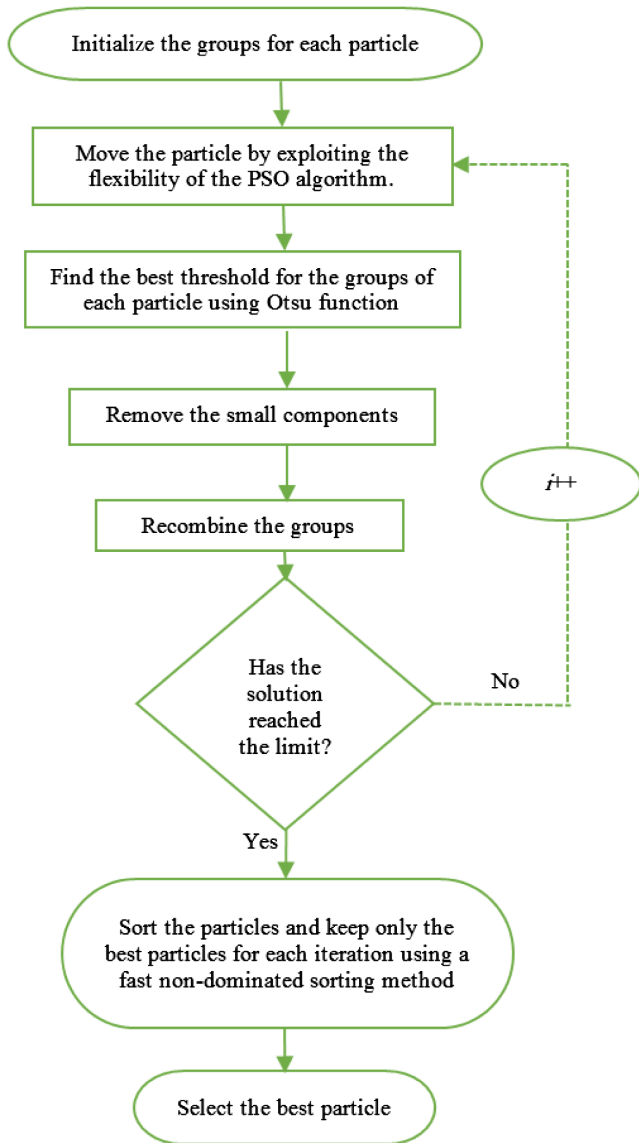 Initialize the groups for each particle
Move the particle by exploiting the
flexibility of the PSO algorithm.
Find the best threshold for the groups of
each particle using Otsu function
Remove the small components
i++
Recombine the groups
Has the
solution
reached
the limit?
No
Yes
Sort the particles and keep only the
best particles for each iteration using a
fast non-dominated sorting method
Select the best particle